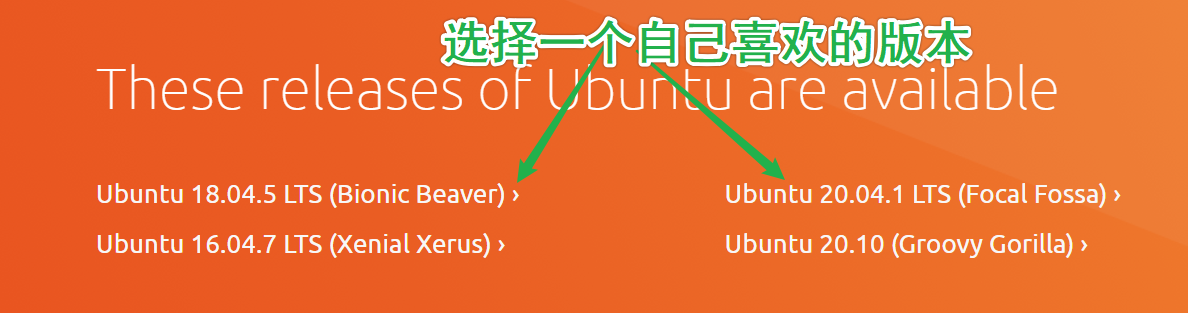 选择一个自己喜欢的版本
These releases of Ubuntu are available
Ubuntu 18.04.5 LTS (Bionic Beaver) ›
Ubuntu 20.04.1 LTS (Focal Fossa) ›
Ubuntu 16.04.7 LTS (Xenial Xerus) ›
Ubuntu 20.10 (Groovy Gorilla) ›